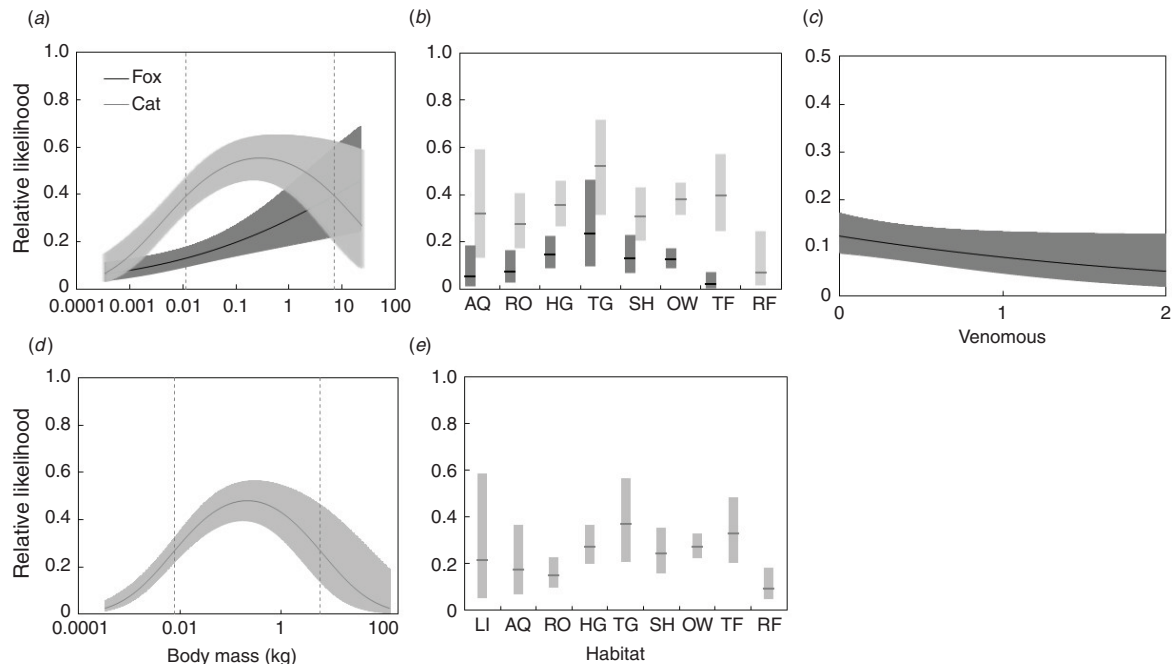 (a)
(b)
(c)
1.0
0.8
0.6
0.4
0.2
0
Relative likelihood
Fox
Cat
0.0001 0.001 0.01 0.1 1 10 100
1.0
0.8
0.6
0.4
0.2
0
AQ RO HG TG SH OW TF RF
0.5
0.4
0.3
0.2
0.1
0
0 1 2
Venomous
(d)
(e)
1.0
0.8
0.6
0.4
0.2
0
Relative likelihood
0.0001 0.01 1 100
Body mass (kg)
1.0
0.8
0.6
0.4
0.2
0
LI AQ RO HG TG SH OW TF RF
Habitat